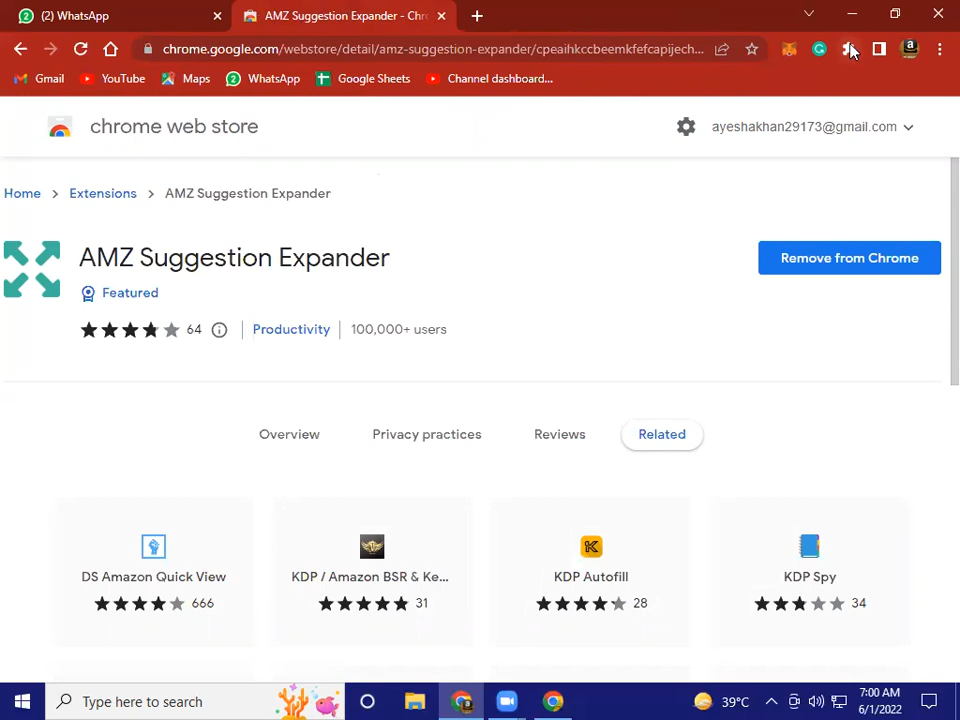 (2) WhatsApp
AMZ Suggestion Expander - Chr
chrome.google.com/webstore/detail/amz-suggestion-expander/cpeaihkccbeemkfefcapijech...
Gmail YouTube Maps WhatsApp Google Sheets Channel dashboard...
chrome web store
ayeshakhan29173@gmail.com
Home > Extensions > AMZ Suggestion Expander
AMZ Suggestion Expander
Remove from Chrome
Featured
64 Productivity 100,000+ users
Overview Privacy practices Reviews Related
DS Amazon Quick View KDP / Amazon BSR & Ke... KDP Autofill KDP Spy
666 31 28 34
Type here to search
39°C
7:00 AM
6/1/2022